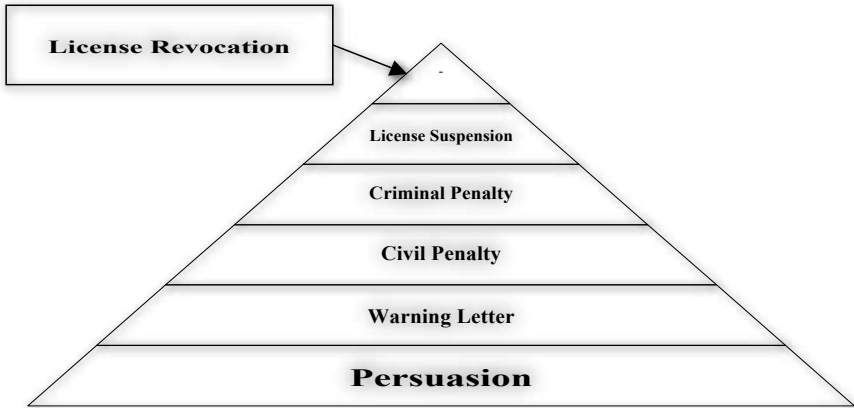 License Revocation
-
License Suspension
Criminal Penalty
Civil Penalty
Warning Letter
Persuasion